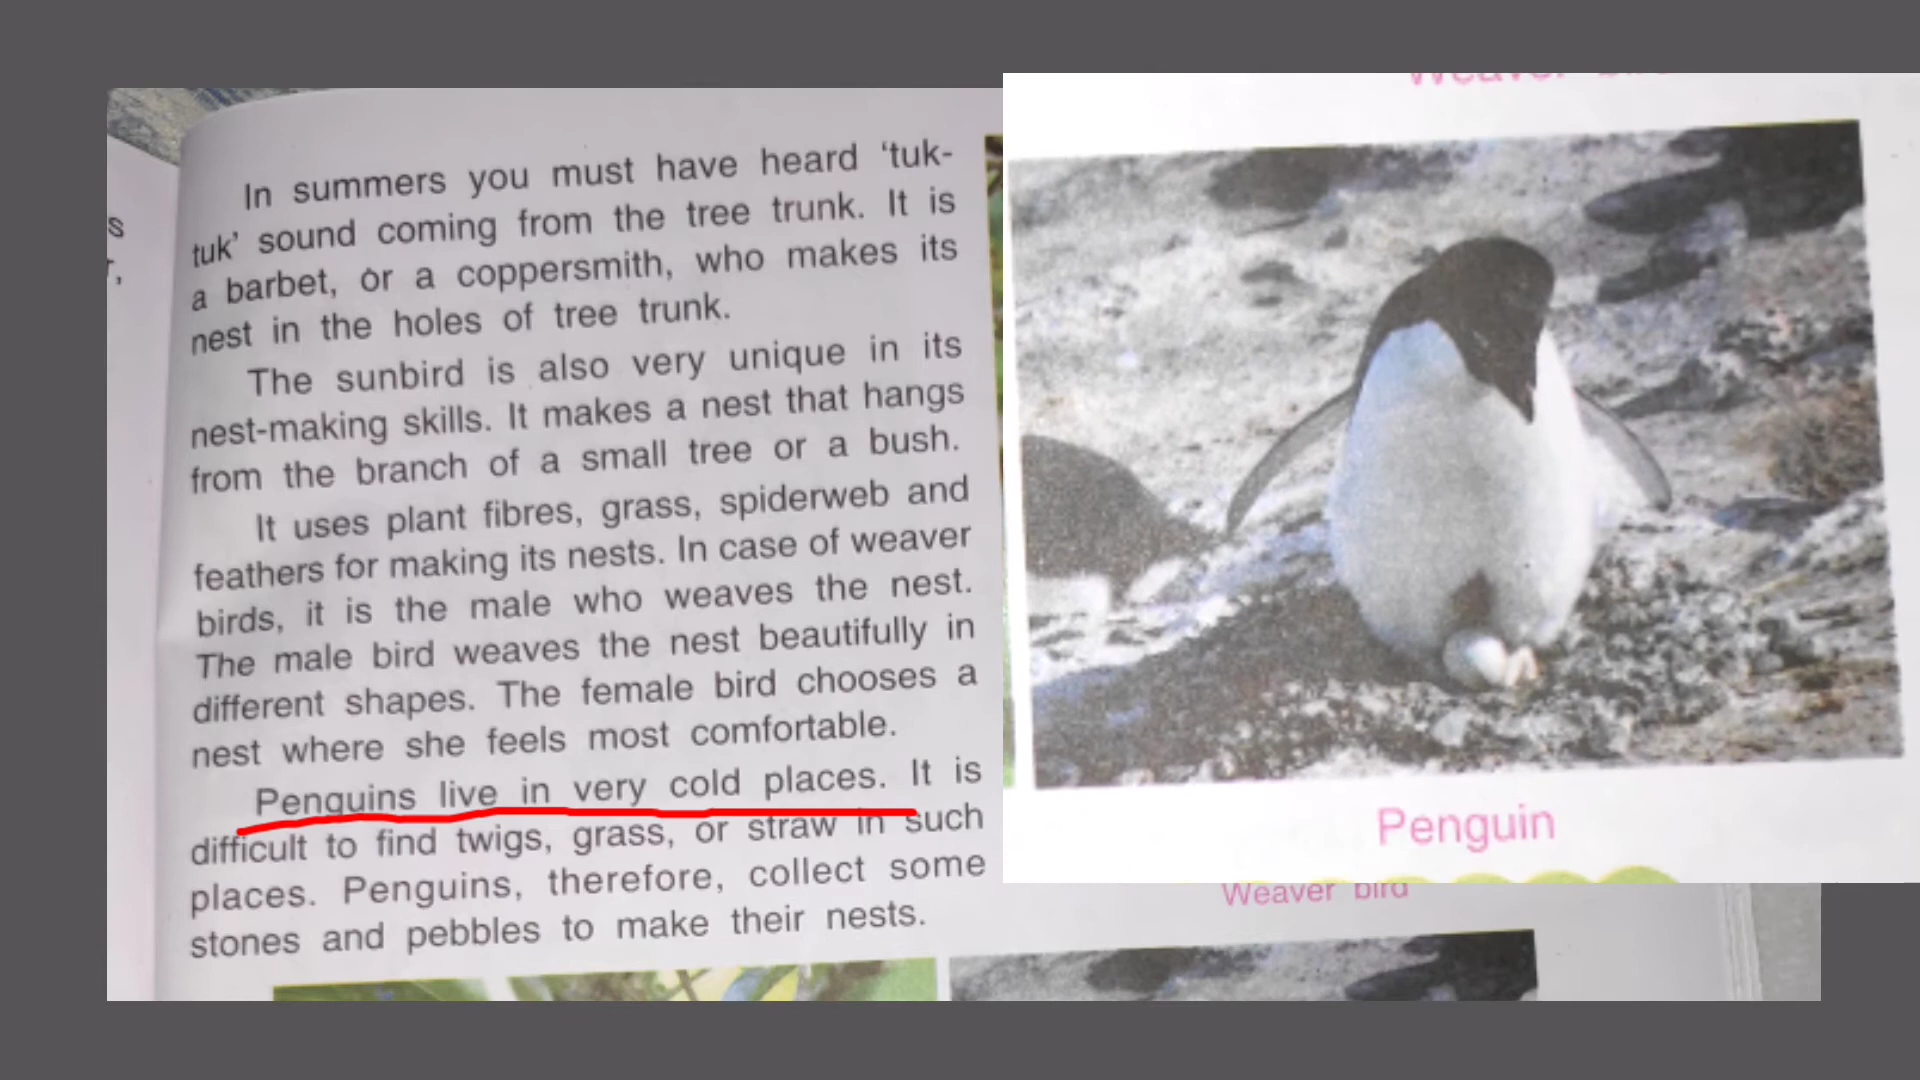 s
r,
In summers you must have heard ‘tuk-
tuk’ sound coming from the tree trunk. It is
a barbet, or a coppersmith, who makes its
nest in the holes of tree trunk.
The sunbird is also very unique in its
nest-making skills. It makes a nest that hangs
from the branch of a small tree or a bush.
It uses plant fibres, grass, spiderweb and
feathers for making its nests. In case of weaver
birds, it is the male who weaves the nest.
The male bird weaves the nest beautifully in
different shapes. The female bird chooses a
nest where she feels most comfortable.
Penguins live in very cold places. It is
difficult to find twigs, grass, or straw in such
places. Penguins, therefore, collect some
stones and pebbles to make their nests.
Penguin
Weaver bird